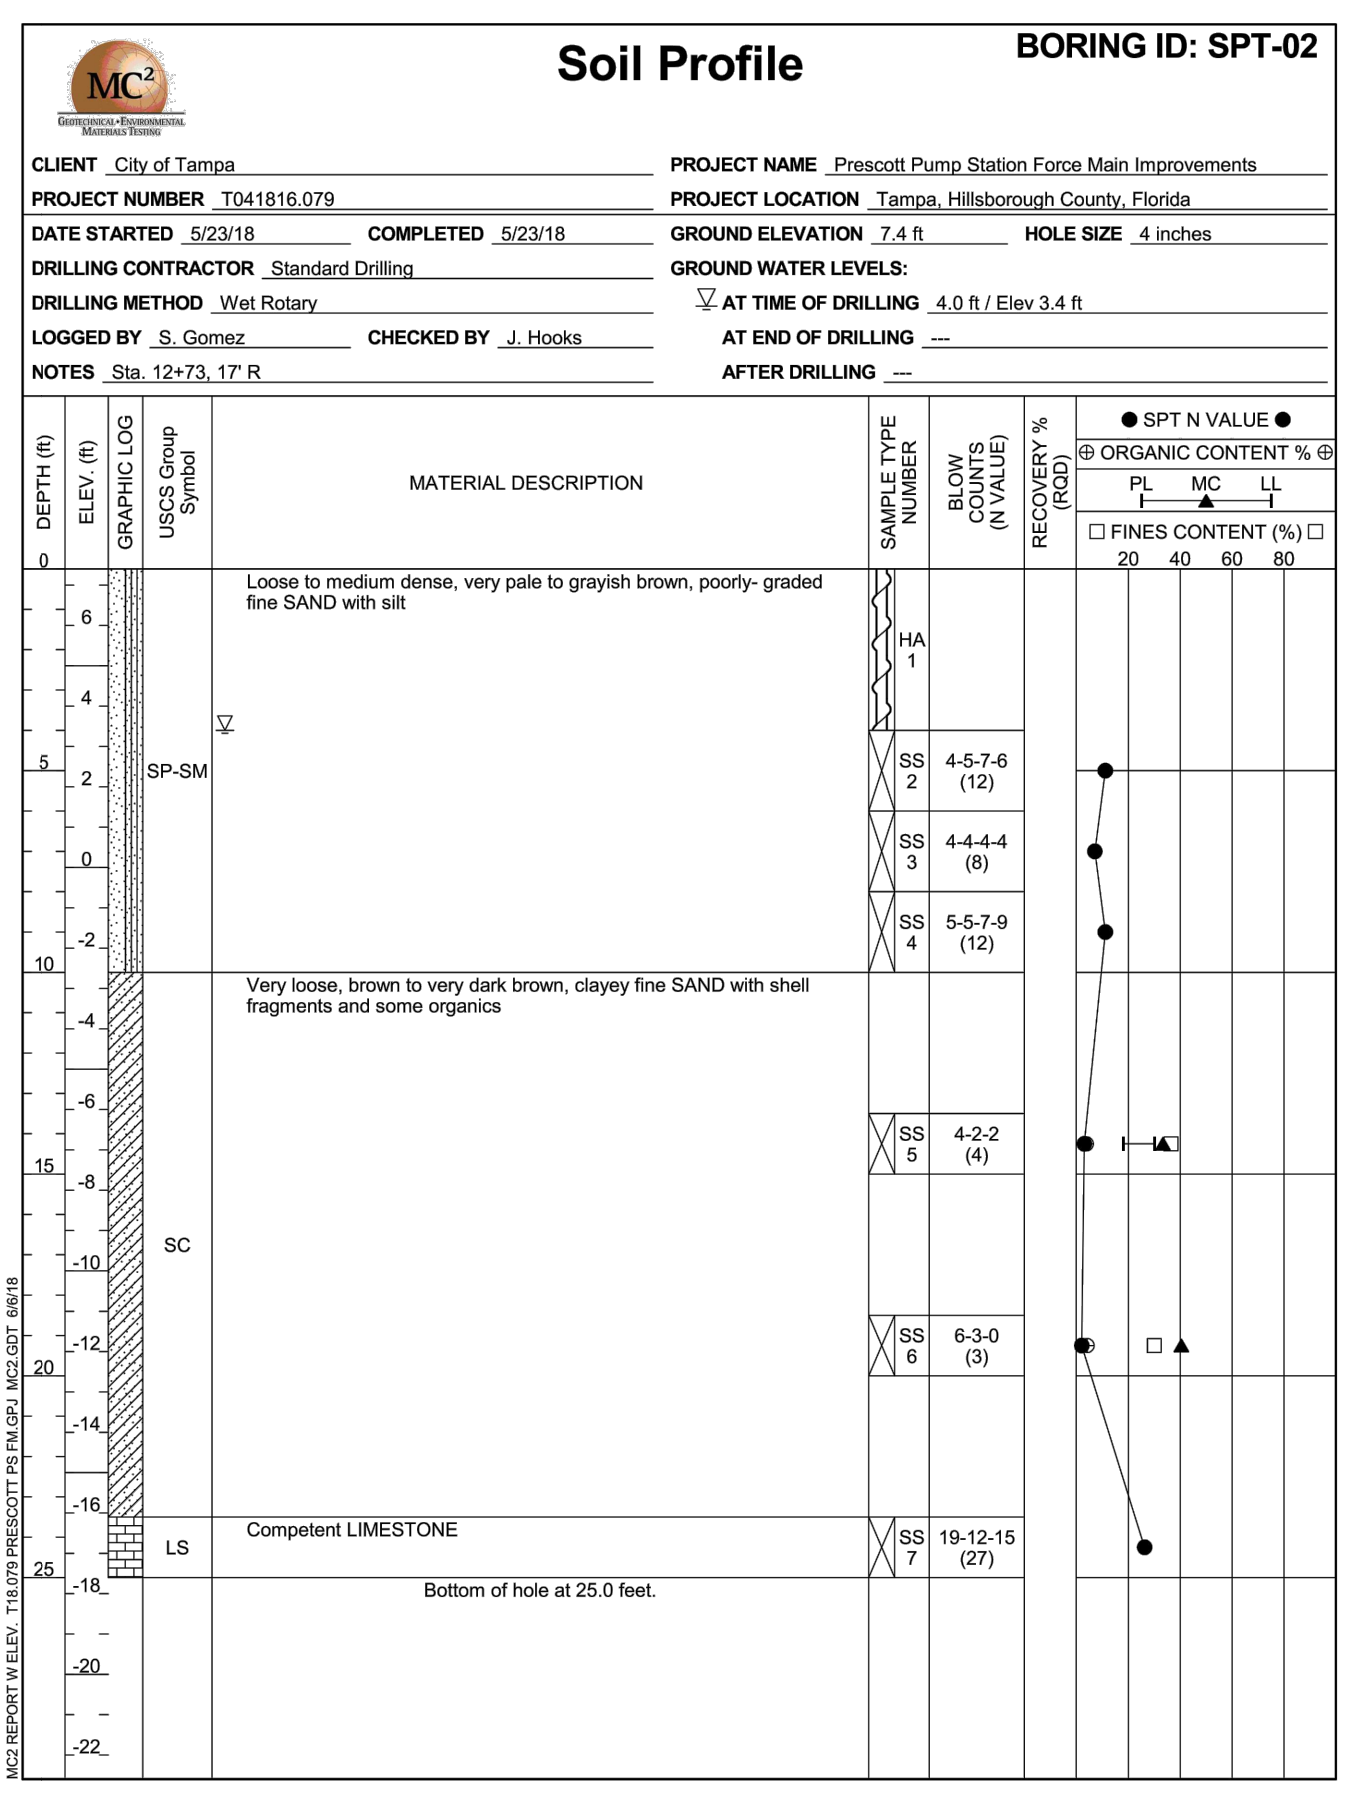 BORING ID: SPT-02
Soil Profile
MC2
GEOTECHNICAL • ENVIRONMENTAL
MATERIALS TESTING
CLIENT City of Tampa
PROJECT NAME Prescott Pump Station Force Main Improvements
PROJECT NUMBER T041816.079
PROJECT LOCATION Tampa, Hillsborough County, Florida
DATE STARTED 5/23/18 COMPLETED 5/23/18
GROUND ELEVATION 7.4 ft HOLE SIZE 4 inches
DRILLING CONTRACTOR Standard Drilling
GROUND WATER LEVELS:
DRILLING METHOD Wet Rotary
AT TIME OF DRILLING 4.0 ft / Elev 3.4 ft
LOGGED BY S. Gomez CHECKED BY J. Hooks
AT END OF DRILLING ---
NOTES Sta. 12+73, 17' R
AFTER DRILLING ---
DEPTH (ft)
ELEV. (ft)
GRAPHIC LOG
USCS Group
Symbol
MATERIAL DESCRIPTION
SAMPLE TYPE
NUMBER
BLOW
COUNTS
(N VALUE)
RECOVERY %
(RQD)
SPT N VALUE
ORGANIC CONTENT %
PL MC LL
FINES CONTENT (%)
20 40 60 80
0
Loose to medium dense, very pale to grayish brown, poorly- graded
fine SAND with silt
6
HA
1
4
5
2
SP-SM
SS
2
4-5-7-6
(12)
0
SS
3
4-4-4-4
(8)
-2
SS
4
5-5-7-9
(12)
10
Very loose, brown to very dark brown, clayey fine SAND with shell
fragments and some organics
-4
-6
SS
5
4-2-2
(4)
15
-8
SC
-10
-12
SS
6
6-3-0
(3)
20
-14
-16
Competent LIMESTONE
LS
SS
7
19-12-15
(27)
25
-18
Bottom of hole at 25.0 feet.
-20
-22
MC2 REPORT W ELEV. T18.079 PRESCOTT PS FM.GPJ MC2.GDT 6/6/18